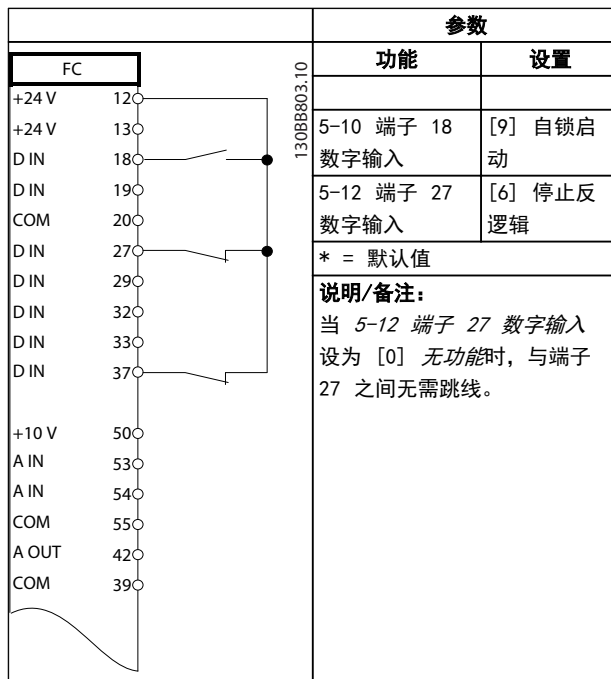 参数
功能 设置
FC
130BB803.10
+24 V 12
+24 V 13
D IN 18
D IN 19
COM 20
D IN 27
D IN 29
D IN 32
D IN 33
D IN 37
+10 V 50
A IN 53
A IN 54
COM 55
A OUT 42
COM 39
5-10 端子 18 [9] 自锁启
数字输入 动
5-12 端子 27 [6] 停止反
数字输入 逻辑
* = 默认值
说明/备注:
当 5-12 端子 27 数字输入
设为 [0] 无功能时，与端子
27 之间无需跳线。